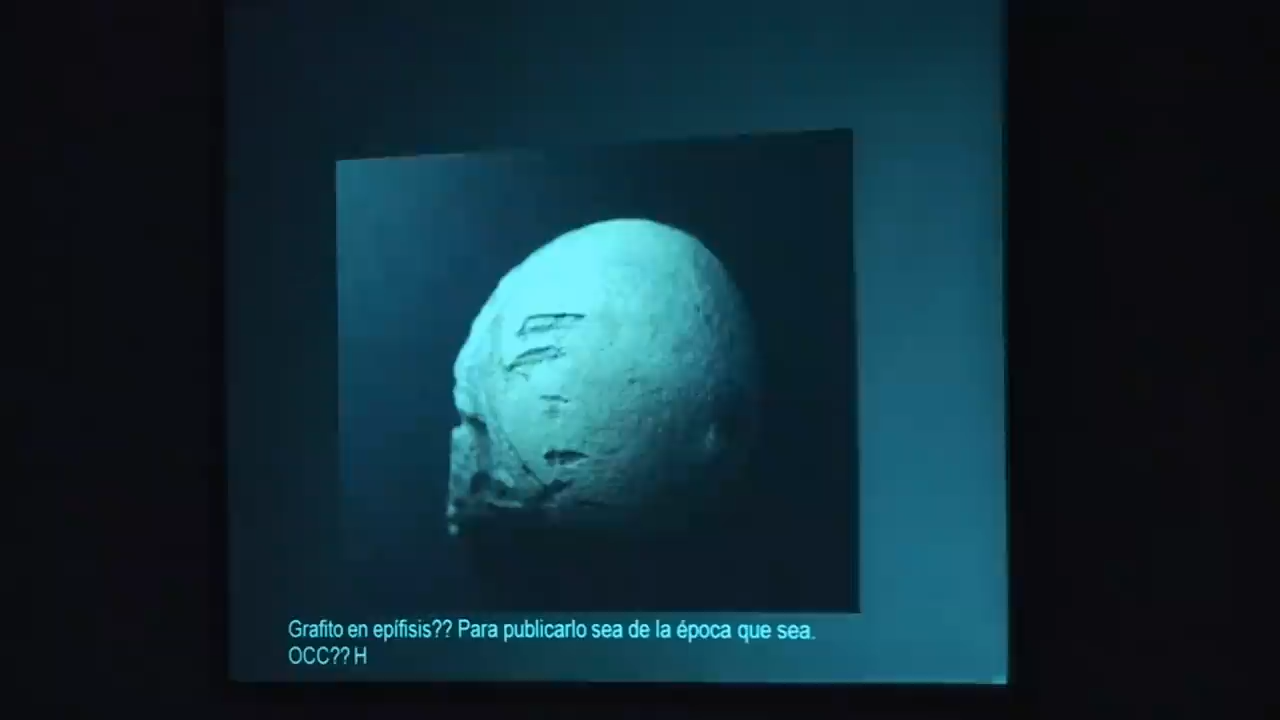 Grafito en epífisis?? Para publicarlo sea de la época que sea.
OCC?? H